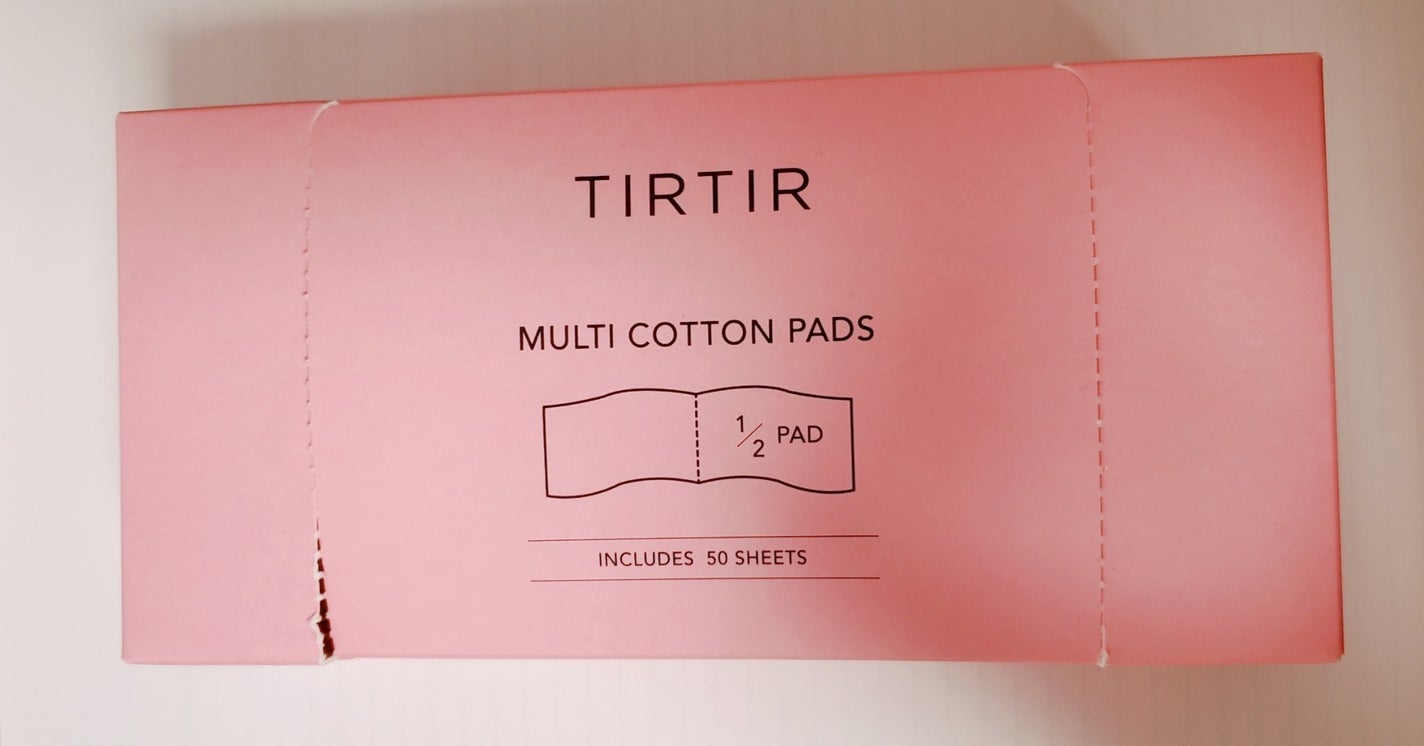 TIRTIR
MULTI COTTON PADS
1/2 PAD
INCLUDES 50 SHEETS